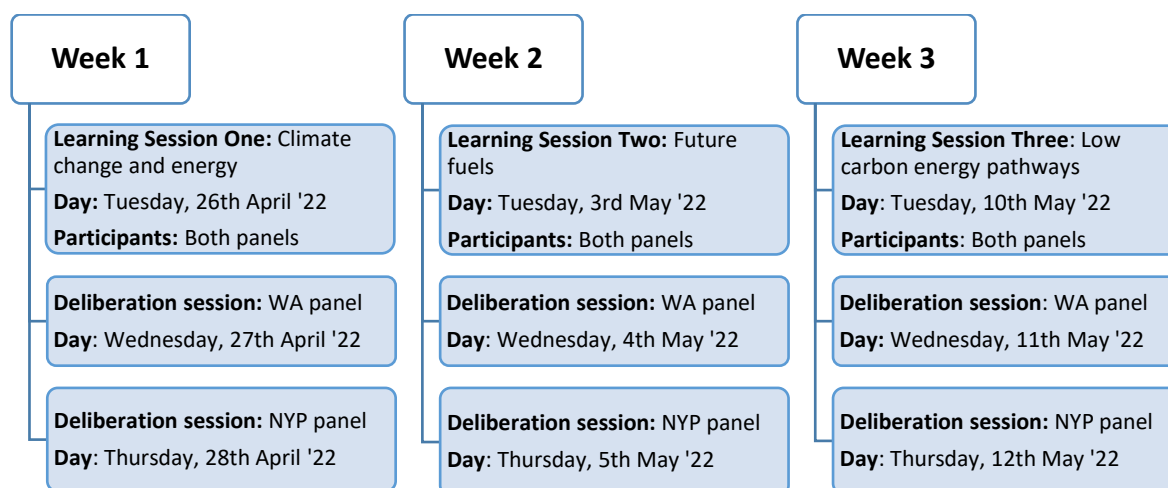 Week 1
Learning Session One: Climate
change and energy
Day: Tuesday, 26th April '22
Participants: Both panels
Deliberation session: WA panel
Day: Wednesday, 27th April '22
Deliberation session: NYP panel
Day: Thursday, 28th April '22
Week 2
Learning Session Two: Future
fuels
Day: Tuesday, 3rd May '22
Participants: Both panels
Deliberation session: WA panel
Day: Wednesday, 4th May '22
Deliberation session: NYP panel
Day: Thursday, 5th May '22
Week 3
Learning Session Three: Low
carbon energy pathways
Day: Tuesday, 10th May '22
Participants: Both panels
Deliberation session: WA panel
Day: Wednesday, 11th May '22
Deliberation session: NYP panel
Day: Thursday, 12th May '22